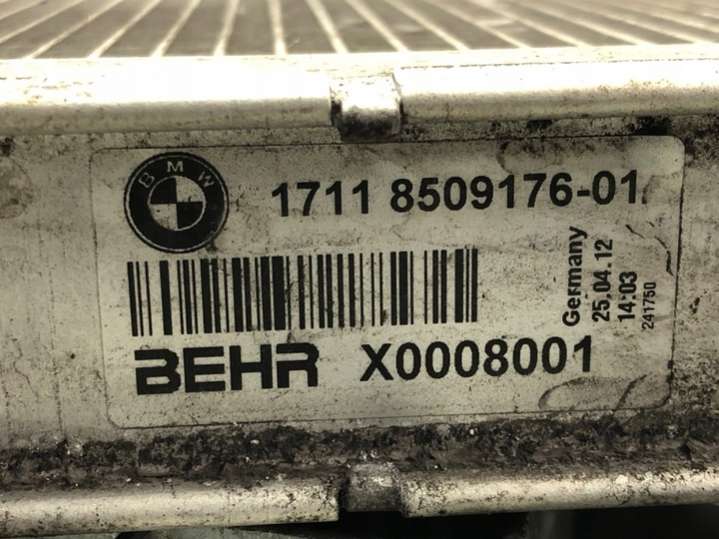 BMW
1711 8509176-01
BEHR X0008001
Germany
25.04.12
14:03
241750